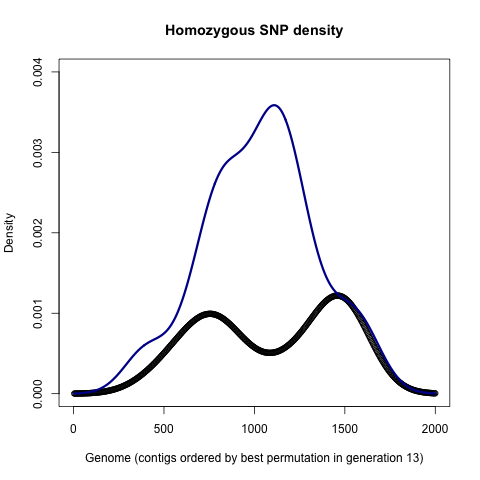 Homozygous SNP density
Density
0.004
0.003
0.002
0.001
0.000
0 500 1000 1500 2000
Genome (contigs ordered by best permutation in generation 13)